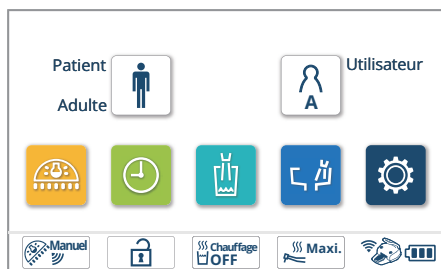 Patient
Utilisateur
Adulte
A
Manuel
Chauffage
OFF
Maxi.